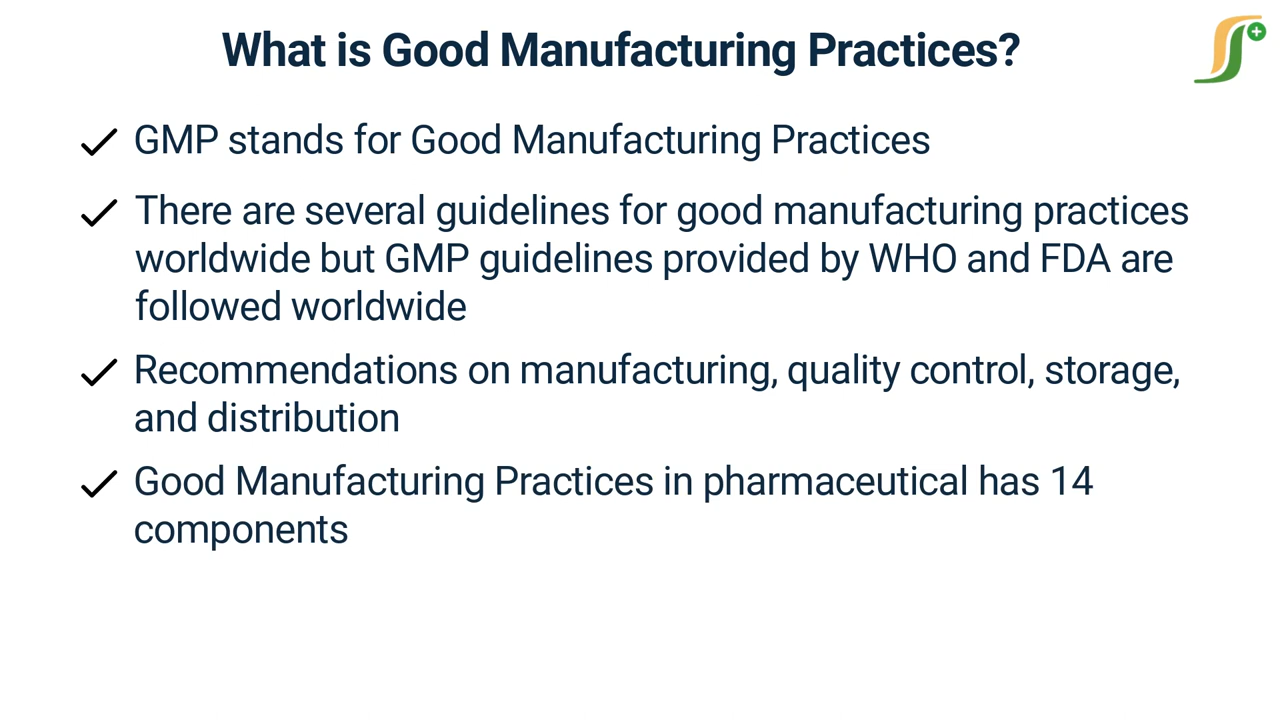 What is Good Manufacturing Practices?
GMP stands for Good Manufacturing Practices
There are several guidelines for good manufacturing practices
worldwide but GMP guidelines provided by WHO and FDA are
followed worldwide
Recommendations on manufacturing, quality control, storage,
and distribution
Good Manufacturing Practices in pharmaceutical has 14
components